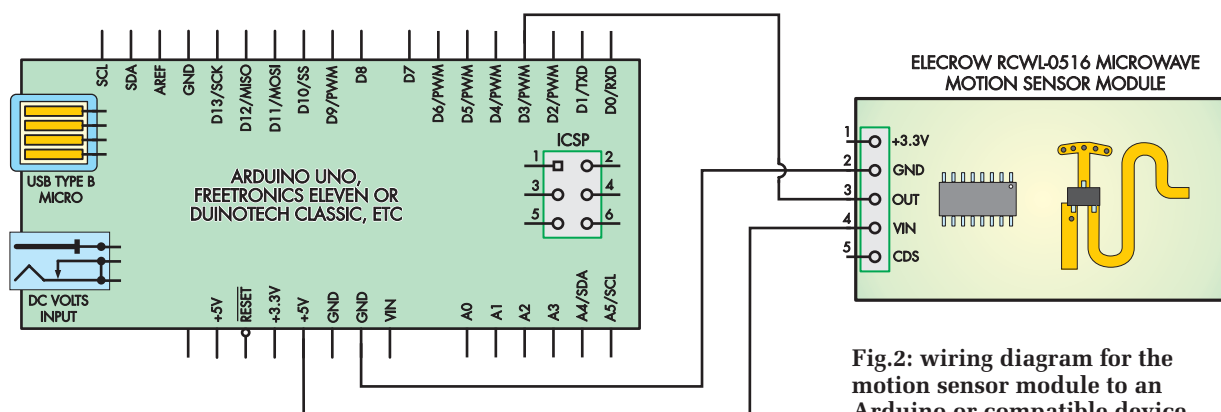 SCL
SDA
AREF
GND
D13/SCK
D12/MISO
D11/MOSI
D10/SS
D9/PWM
D8
D7
D6/PWM
D5/PWM
D4/PWM
D3/PWM
D2/PWM
D1/TXD
D0/RXD
USB TYPE B
MICRO
ARDUINO UNO,
FREETRONICS ELEVEN OR
DUINOTECH CLASSIC, ETC
ICSP
1
2
3
4
5
6
DC VOLTS
INPUT
+5V
RESET
+3.3V
+5V
GND
GND
VIN
A0
A1
A2
A3
A4/SDA
A5/SCL
ELECROW RCWL-0516 MICROWAVE
MOTION SENSOR MODULE
1 +3.3V
2 GND
3 OUT
4 VIN
5 CDS
Fig.2: wiring diagram for the
motion sensor module to an
Arduino or compatible device